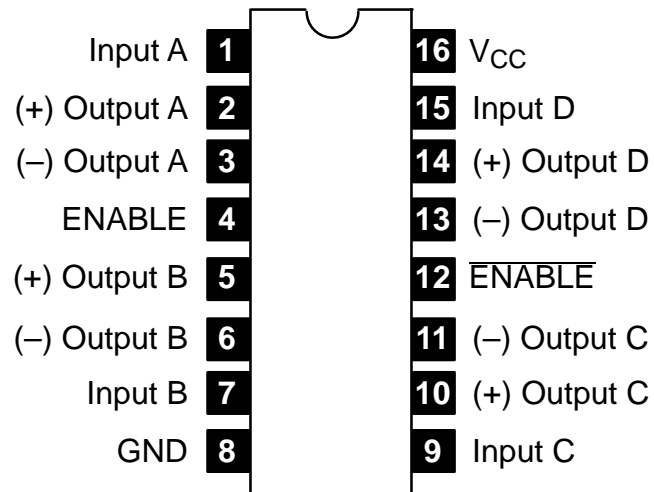 Input A 1 16 VCC
(+) Output A 2 15 Input D
(–) Output A 3 14 (+) Output D
ENABLE 4 13 (–) Output D
(+) Output B 5 12 ENABLE
(–) Output B 6 11 (–) Output C
Input B 7 10 (+) Output C
GND 8 9 Input C